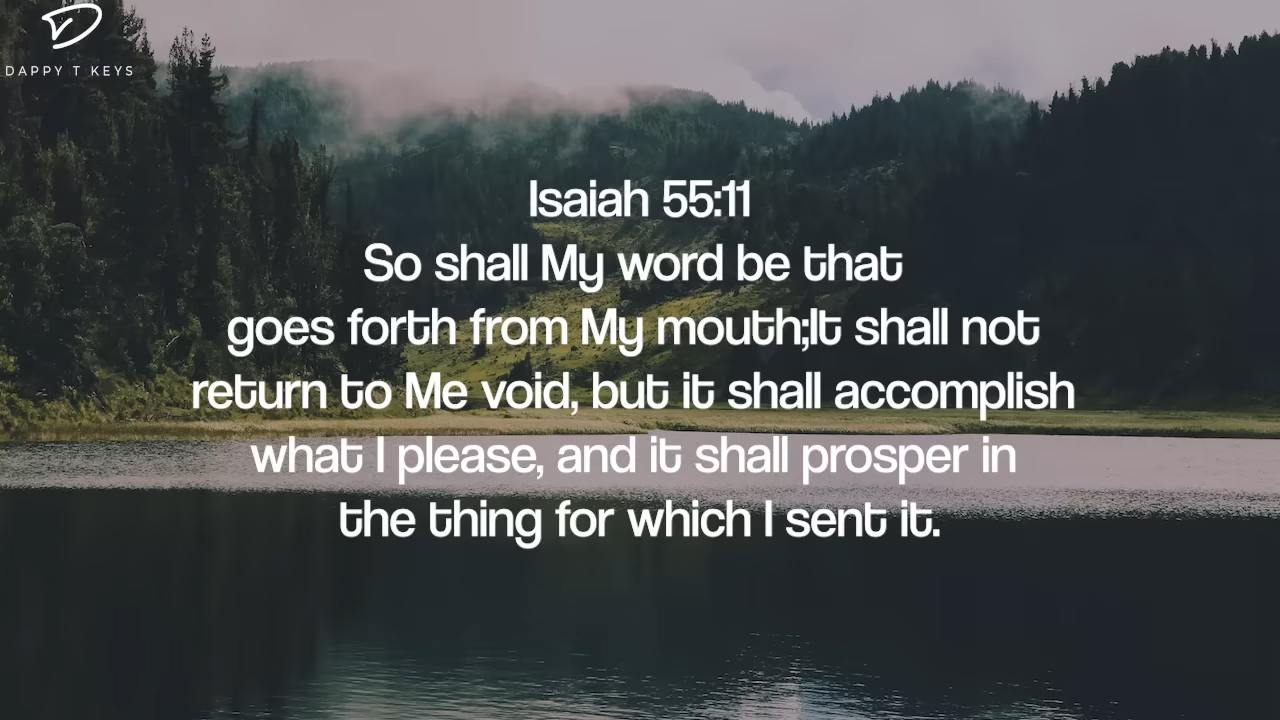 DAPPY T KEYS
Isaiah 55:11
So shall My word be that
goes forth from My mouth;It shall not
return to Me void, but it shall accomplish
what I please, and it shall prosper in
the thing for which I sent it.